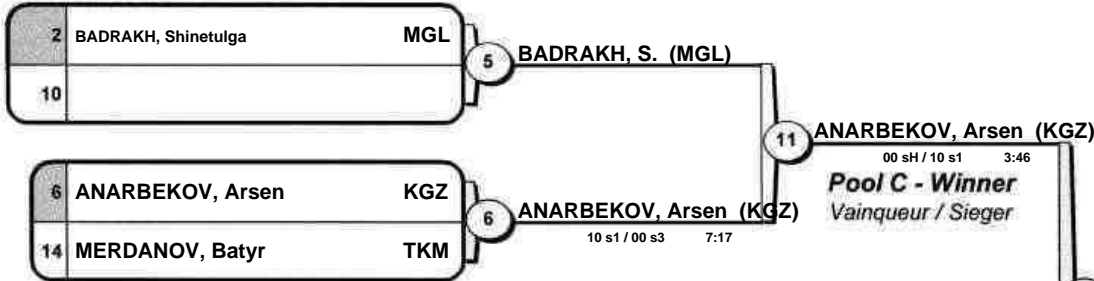 2 BADRAKH, Shinetulga MGL
10
5 BADRAKH, S. (MGL)
6 ANARBEKOV, Arsen KGZ
14 MERDANOV, Batyr TKM
6 ANARBEKOV, Arsen (KGZ)
10 s1 / 00 s3 7:17
11 ANARBEKOV, Arsen (KGZ)
00 sH / 10 s1 3:46
Pool C - Winner
Vainqueur / Sieger